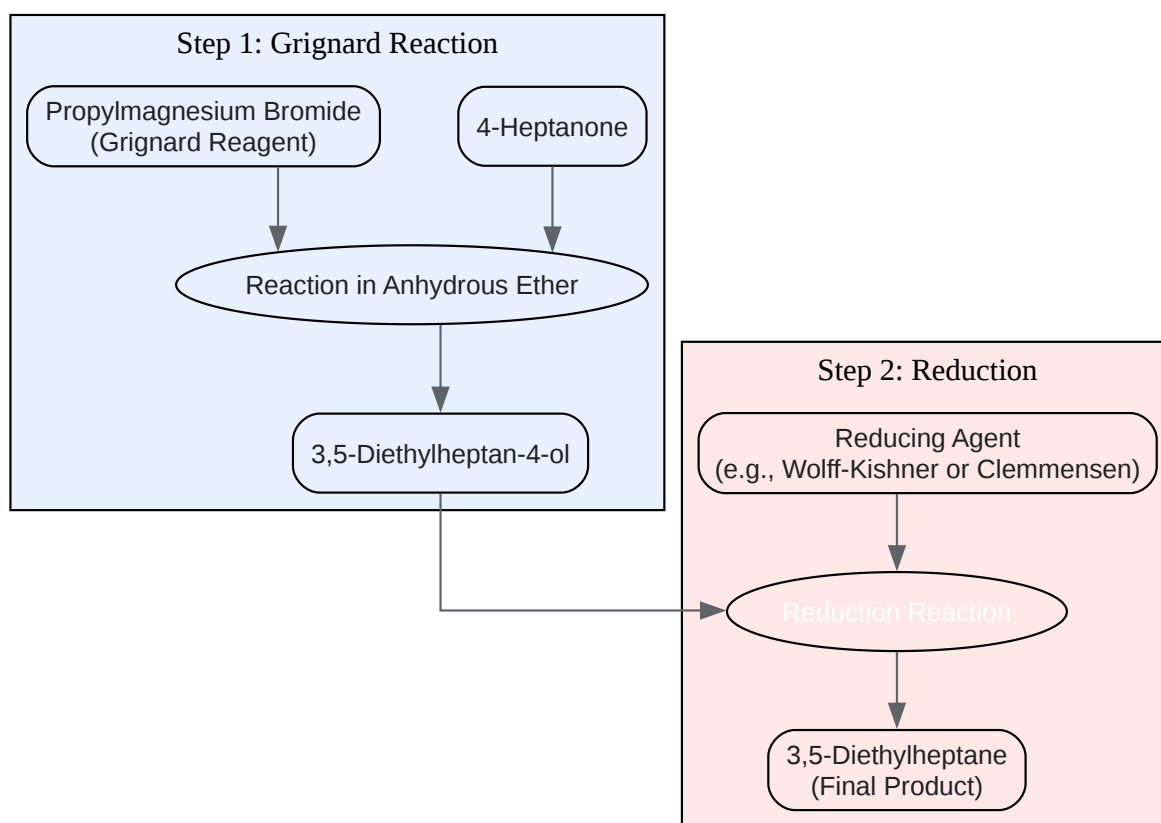 Step 1: Grignard Reaction
Propylmagnesium Bromide
(Grignard Reagent)
4-Heptanone
Reaction in Anhydrous Ether
3,5-Diethylheptan-4-ol
Step 2: Reduction
Reducing Agent
(e.g., Wolff-Kishner or Clemmensen)
Reduction Reaction
3,5-Diethylheptane
(Final Product)